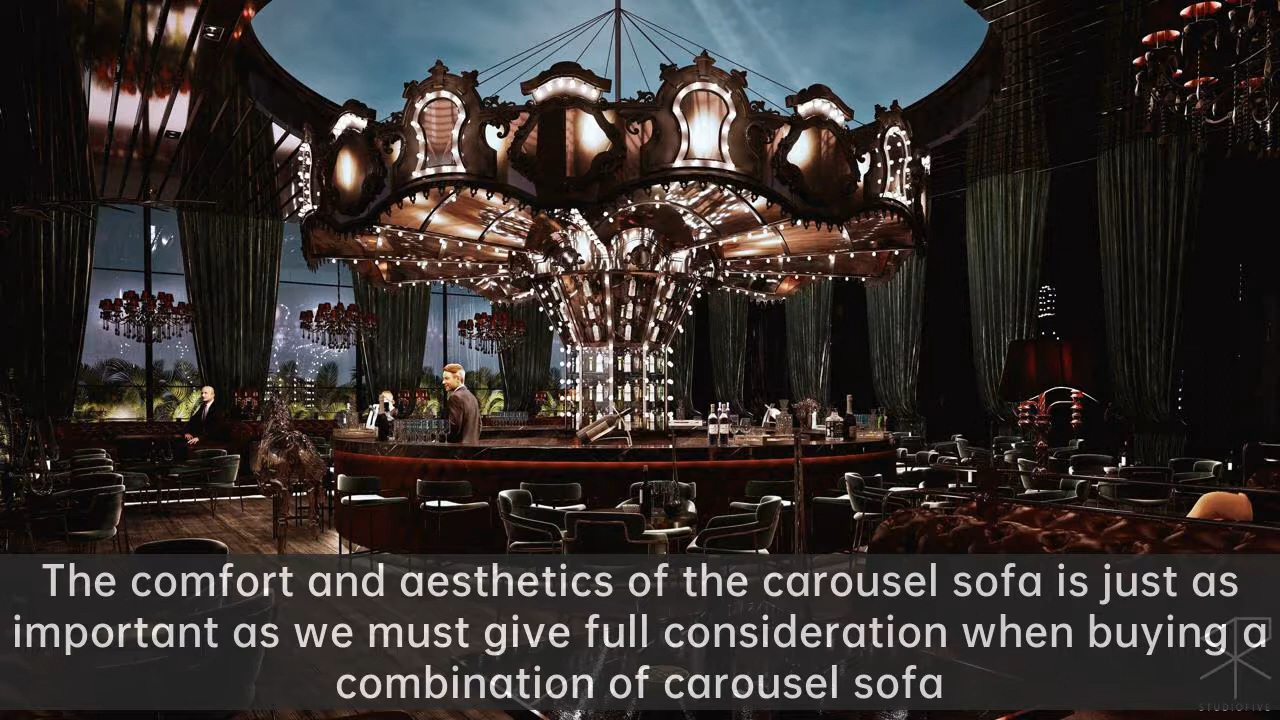 The comfort and aesthetics of the carousel sofa is just as
important as we must give full consideration when buying a
combination of carousel sofa
STUDIOFIVE